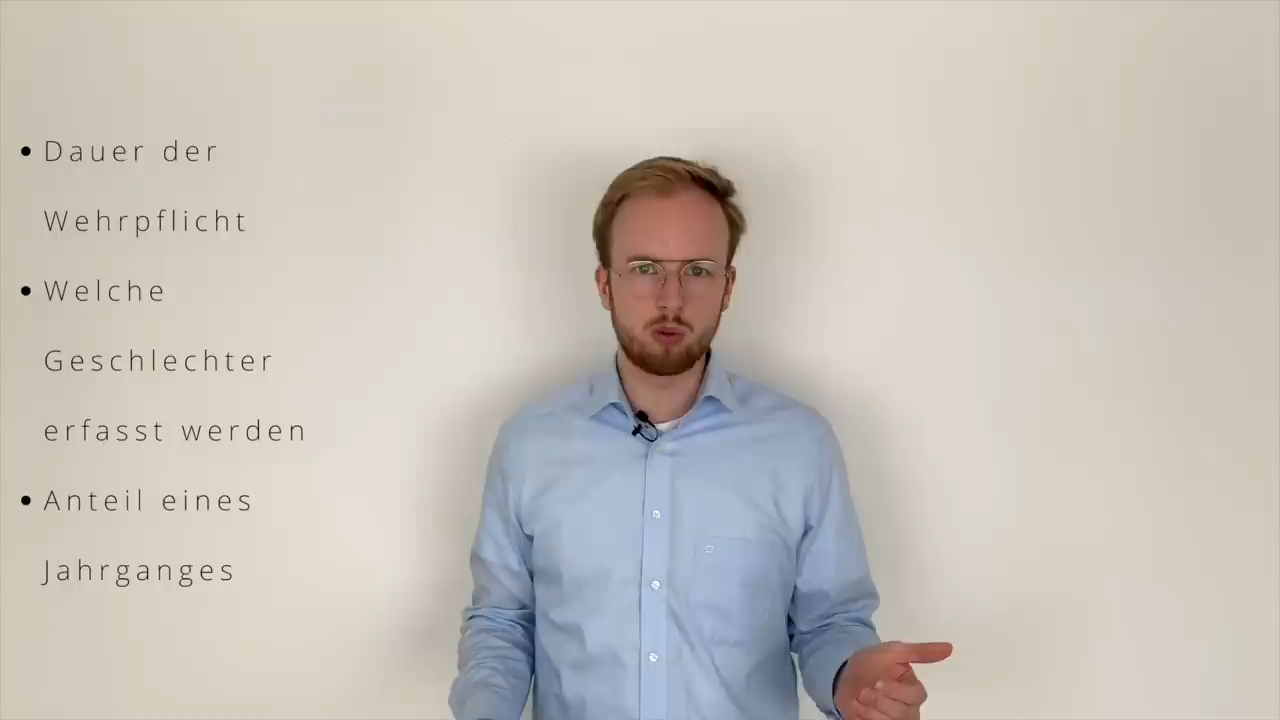 • Dauer der
Wehrpflicht
• Welche
Geschlechter
erfasst werden
• Anteil eines
Jahrganges